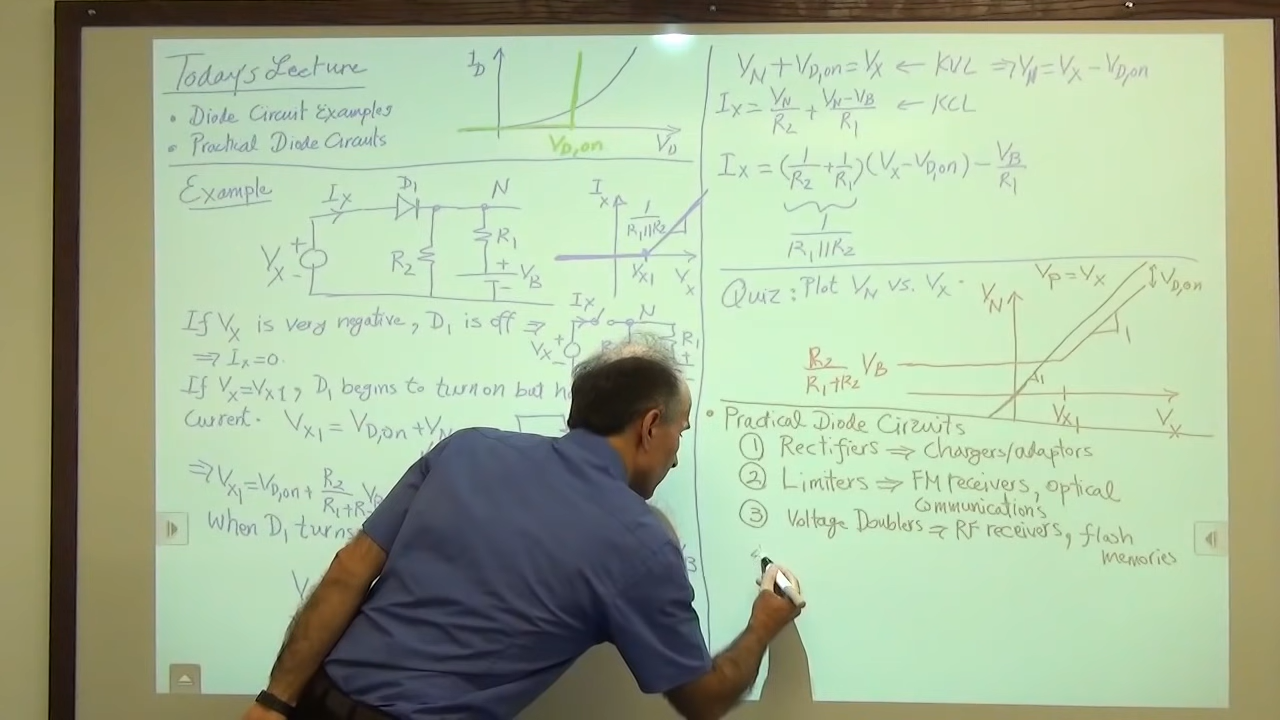 Today's Lecture
• Diode Circuit Examples
• Practical Diode Circuits
I_D
V_D,on
V_D
Example
I_X
D_1
N
V_X
+
-
R_2
R_1
+
-
V_B
I_X
1/(R_1||R_2)
V_X1
V_X
If V_X is very negative, D_1 is off ⇒
⇒ I_X=0.
I_X
N
V_X
+
-
R_1
+
If V_X=V_X1, D_1 begins to turn on but
Current. V_X1 = V_D,on + V_N
⇒ V_X1 = V_D,on + R_2/(R_1+R
When D_1 turns
V_N + V_D,on = V_X ← KVL ⇒ V_N = V_X − V_D,on
I_X = V_N/R_2 + (V_N−V_B)/R_1 ← KCL
I_X = (1/R_2 + 1/R_1)(V_X − V_D,on) − V_B/R_1
1/(R_1||R_2)
Quiz: Plot V_N vs. V_X.
V_N
V_P=V_X
V_D,on
1
R_2/(R_1+R_2) V_B
1
V_X1
V_X
• Practical Diode Circuits
① Rectifiers ⇒ Chargers/adaptors
② Limiters ⇒ FM receivers, optical
communications
③ Voltage Doublers ⇒ RF receivers, flash
memories